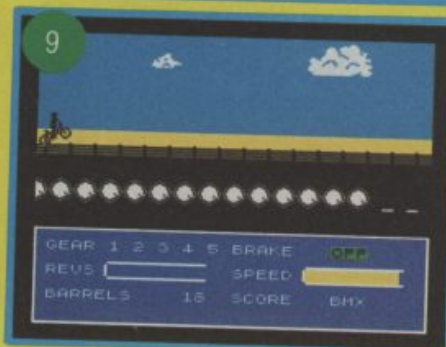 9
GEAR 1 2 3 4 5 BRAKE OFF
REVS SPEED
BARRELS 18 SCORE BMX